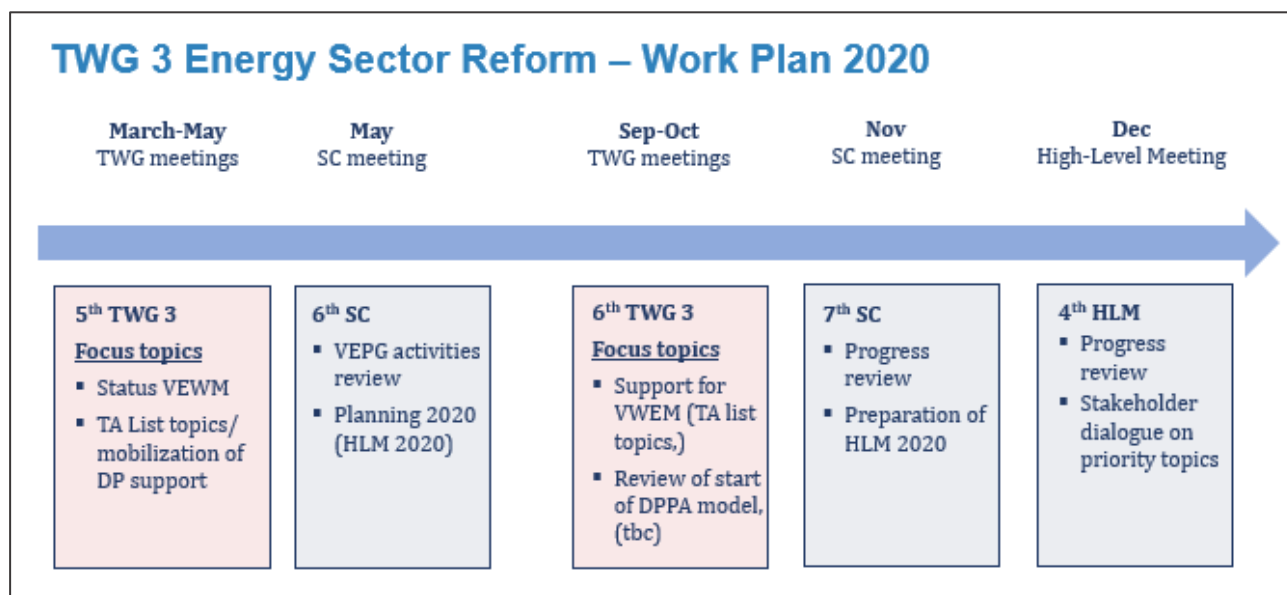 TWG 3 Energy Sector Reform – Work Plan 2020
March-May
TWG meetings
May
SC meeting
Sep-Oct
TWG meetings
Nov
SC meeting
Dec
High-Level Meeting
5th TWG 3
Focus topics
▪ Status VEWM
▪ TA List topics/
mobilization of
DP support
6th SC
▪ VEPG activities
review
▪ Planning 2020
(HLM 2020)
6th TWG 3
Focus topics
▪ Support for
VWEM (TA list
topics,)
▪ Review of start
of DPPA model,
(tbc)
7th SC
▪ Progress
review
▪ Preparation of
HLM 2020
4th HLM
▪ Progress
review
▪ Stakeholder
dialogue on
priority topics